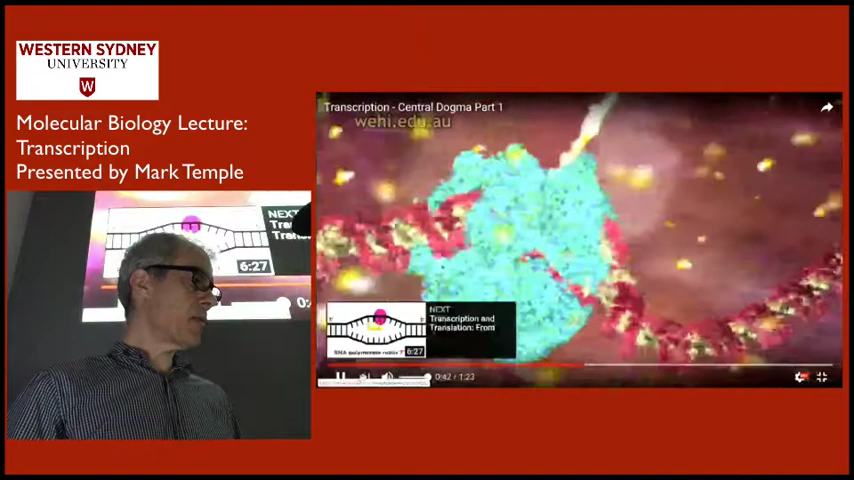 WESTERN SYDNEY
UNIVERSITY
W
Molecular Biology Lecture:
Transcription
Presented by Mark Temple
NEXT
6:27
Transcription - Central Dogma Part 1
wehi.edu.au
NEXT
Transcription and
Translation: From
6:27
0:42 / 1:23